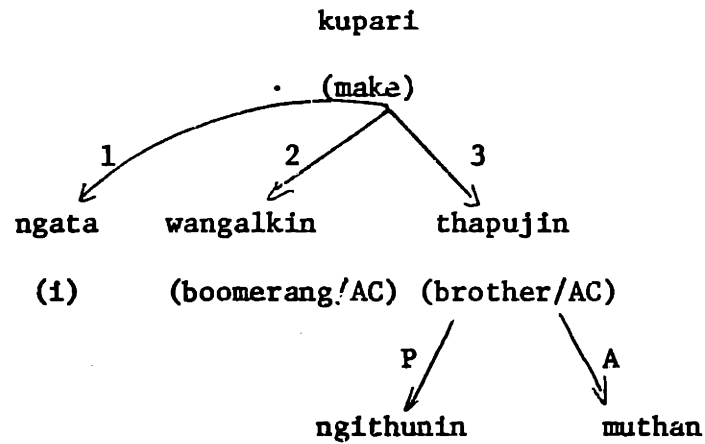 kupari
(make)
1 2 3
ngata wangalkin thapujin
(i) (boomerang/AC) (brother/AC)
P A
ngithunin muthan